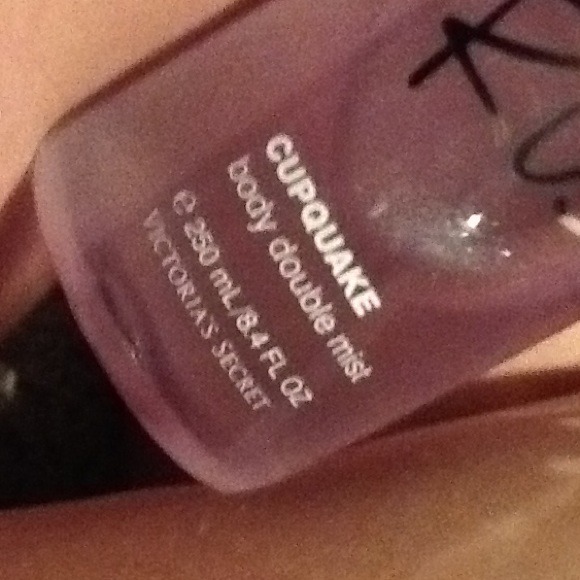 CUPQUAKE
body double mist
℮ 250 mL/8.4 FL OZ
VICTORIA'S SECRET